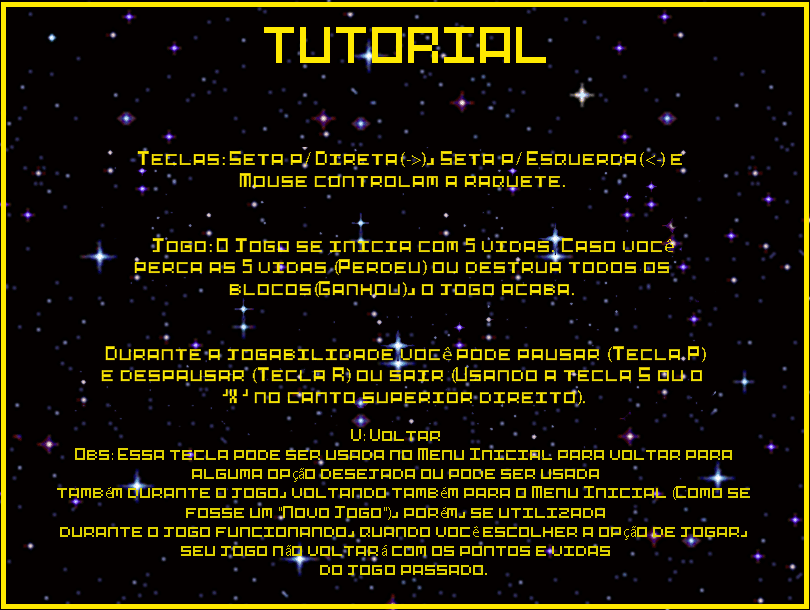 TUTORIAL
Teclas: Seta p/ Direta (->), Seta p/ Esquerda (<-) e
Mouse controlam a raquete.
Jogo: O Jogo se inicia com 5 vidas. Caso você
perca as 5 vidas (Perdeu) ou destrua todos os
blocos(Ganhou), o jogo acaba.
Durante a jogabilidade você pode pausar (Tecla P)
e despausar (Tecla R) ou sair (Usando a tecla S ou o
'X' no canto superior direito).
V: Voltar
Obs: Essa tecla pode ser usada no Menu Inicial para voltar para
alguma opção desejada ou pode ser usada
também durante o jogo, voltando também para o Menu Inicial (Como se
fosse um "Novo Jogo"), porém, se utilizada
durante o jogo funcionando, quando você escolher a opção de jogar,
seu jogo não voltará com os pontos e vidas
do jogo passado.